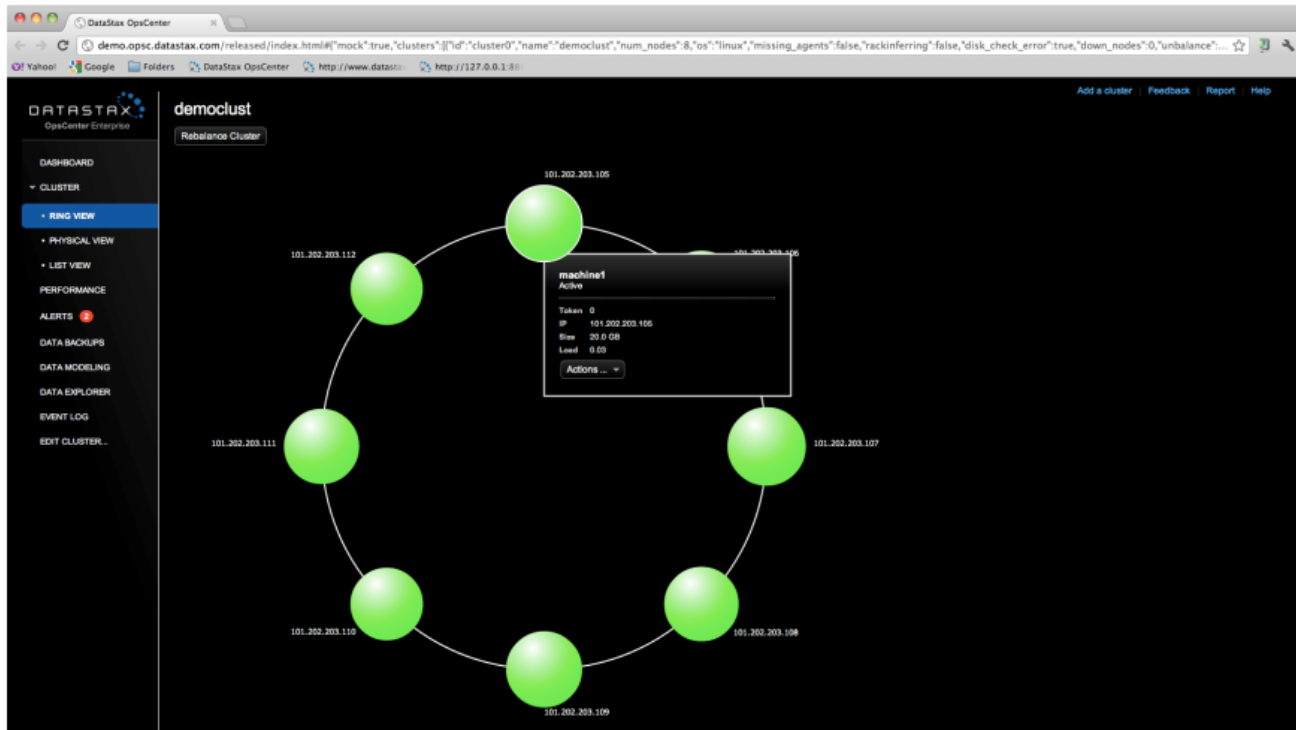 DataStax OpsCenter
demo.opsc.datastax.com/released/index.html#{"mock":true,"clusters":[{"id":"cluster0","name":"democlust","num_nodes":8,"os":"linux","missing_agents":false,"rackinferring":false,"disk_check_error":true,"down_nodes":0,"unbalance":...
Yahoo! Google Folders DataStax OpsCenter http://www.datasta http://127.0.0.1:88
Add a cluster Feedback Report Help
DATASTAX
OpsCenter Enterprise
democlust
Rebalance Cluster
DASHBOARD
CLUSTER
RING VIEW
PHYSICAL VIEW
LIST VIEW
PERFORMANCE
ALERTS 2
DATA BACKUPS
DATA MODELING
DATA EXPLORER
EVENT LOG
EDIT CLUSTER...
101.202.203.105
101.202.203.112
101.202.203.106
machine1
Active
Token 0
IP 101.202.203.105
Size 20.0 GB
Load 0.03
Actions ...
101.202.203.111
101.202.203.107
101.202.203.110
101.202.203.108
101.202.203.109